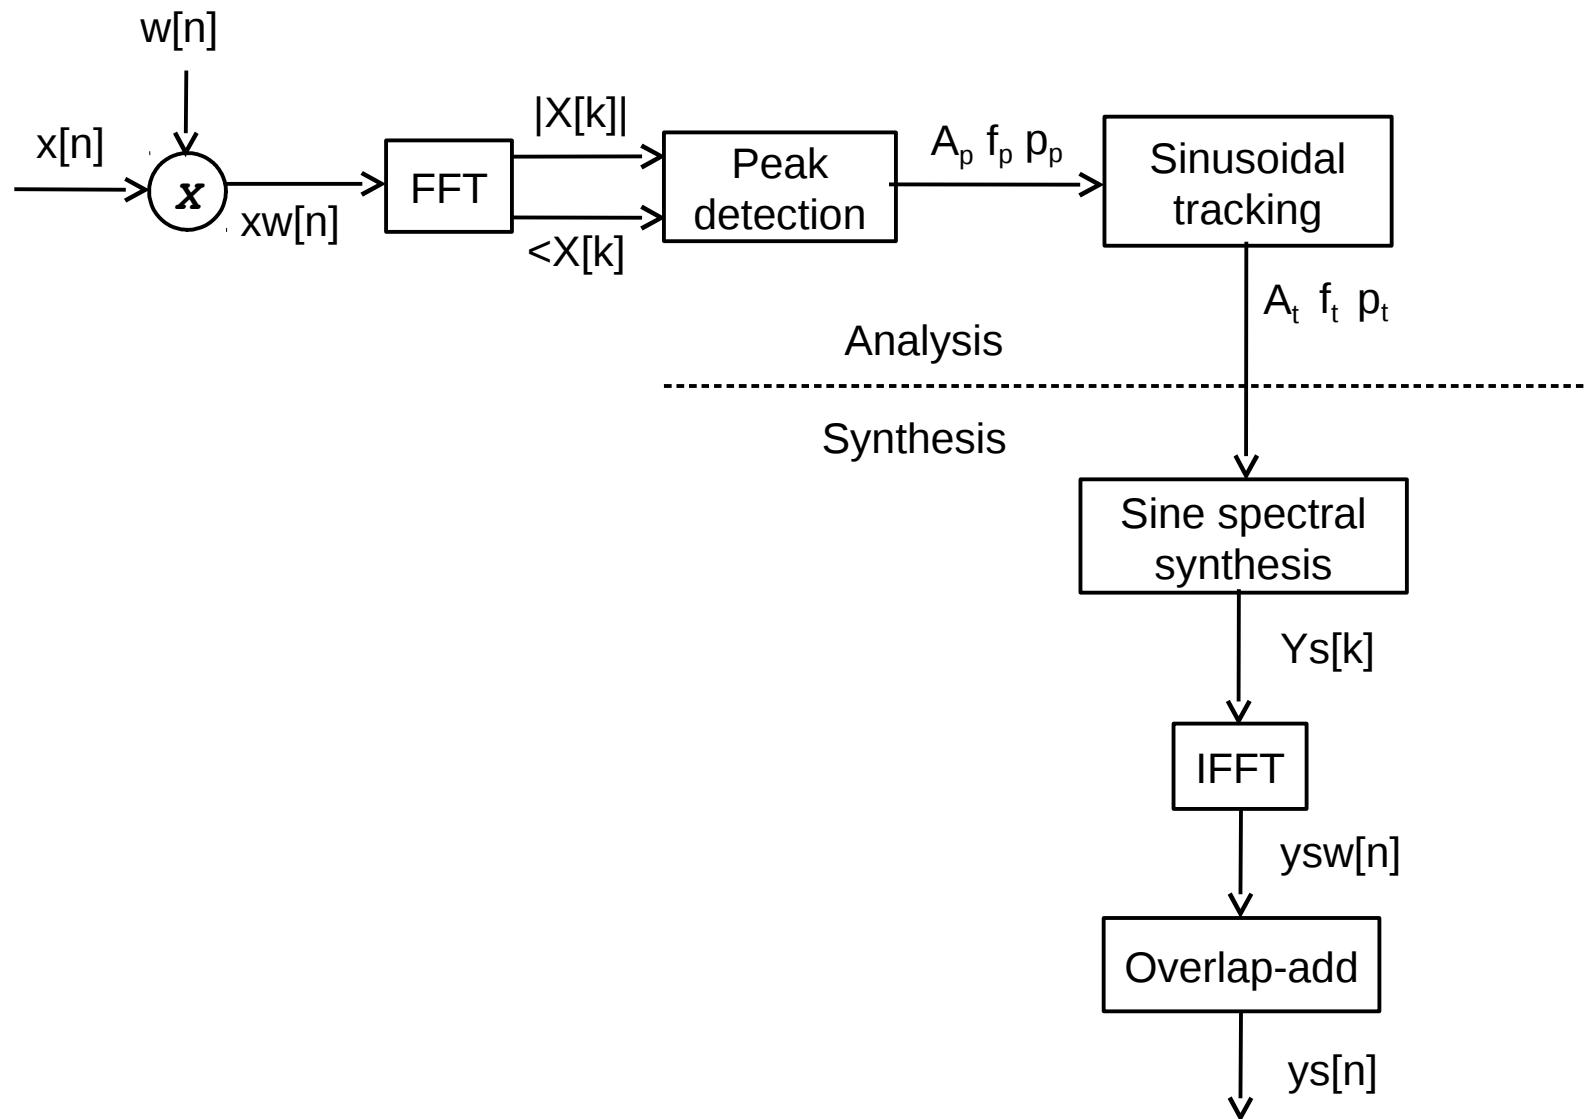 w[n]
x[n]
x
xw[n]
FFT
|X[k]|
<X[k]
Peak
detection
Ap fp pp
Sinusoidal
tracking
At ft pt
Analysis
Synthesis
Sine spectral
synthesis
Ys[k]
IFFT
ysw[n]
Overlap-add
ys[n]